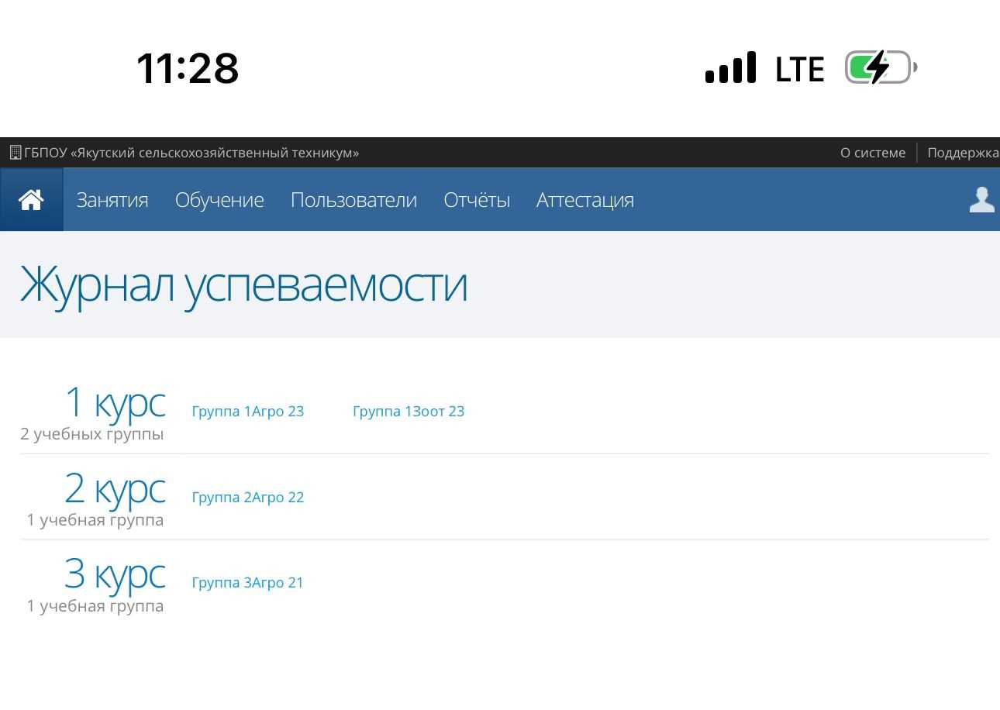 11:28 LTE
ГБПОУ «Якутский сельскохозяйственный техникум» О системе Поддержка
Занятия Обучение Пользователи Отчёты Аттестация
Журнал успеваемости
1 курс Группа 1Агро 23 Группа 1Зоот 23
2 учебных группы
2 курс Группа 2Агро 22
1 учебная группа
3 курс Группа 3Агро 21
1 учебная группа